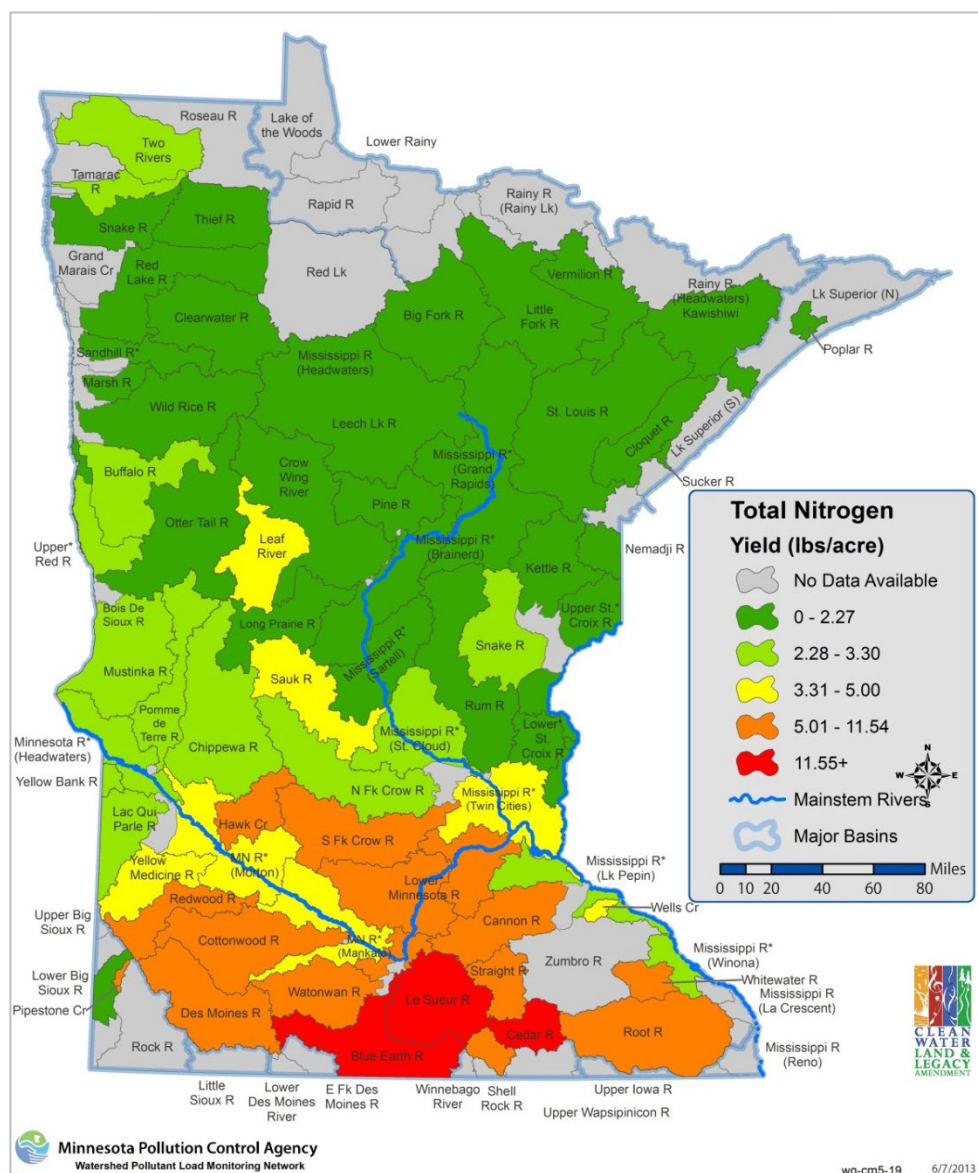 Roseau R
Lake of
the Woods
Lower Rainy
Two
Rivers
Tamarac
R
Rapid R
Rainy R
(Rainy Lk)
Snake R
Thief R
Grand
Marais Cr
Red
Lake R
Red Lk
Vermilion R
Rainy R
(Headwaters)
Kawishiwi
Lk Superior (N)
Clearwater R
Big Fork R
Little
Fork R
Poplar R
Sandhill R*
Marsh R
Mississippi R
(Headwaters)
Wild Rice R
Leech Lk R
St. Louis R
Cloquet R
Lk Superior (S)
Sucker R
Buffalo R
Crow
Wing
River
Mississippi R*
(Grand
Rapids)
Pine R
Otter Tail R
Leaf
River
Upper*
Red R
Mississippi R*
(Brainerd)
Nemadji R
Kettle R
Bois De
Sioux R
Long Prairie R
Upper St.*
Croix R
Mississippi R*
(Sartell)
Snake R
Mustinka R
Sauk R
Pomme
de
Terre R
Chippewa R
Rum R
Lower*
St.
Croix R
Mississippi R*
(St. Cloud)
Minnesota R*
(Headwaters)
Yellow Bank R
N Fk Crow R
Mississippi R*
(Twin Cities)
Lac Qui
Parle R
Hawk Cr
S Fk Crow R
Yellow
Medicine R
MN R*
(Morton)
Lower
Minnesota R
Mississippi R*
(Lk Pepin)
Redwood R
Cannon R
Wells Cr
Upper Big
Sioux R
Cottonwood R
MN R*
(Mankato)
Zumbro R
Mississippi R*
(Winona)
Straight R
Whitewater R
Lower Big
Sioux R
Watonwan R
Le Sueur R
Mississippi R
(La Crescent)
Pipestone Cr
Des Moines R
Cedar R
Root R
Rock R
Blue Earth R
Mississippi R
(Reno)
Little
Sioux R
Lower
Des Moines
River
E Fk Des
Moines R
Winnebago
River
Shell
Rock R
Upper Iowa R
Upper Wapsipinicon R
Total Nitrogen
Yield (lbs/acre)
No Data Available
0 - 2.27
2.28 - 3.30
3.31 - 5.00
5.01 - 11.54
11.55+
N
W E
S
Mainstem Rivers
Major Basins
Miles
0 10 20 40 60 80
CLEAN
WATER
LAND &
LEGACY
AMENDMENT
Minnesota Pollution Control Agency
Watershed Pollutant Load Monitoring Network
wq-cm5-19 6/7/2013